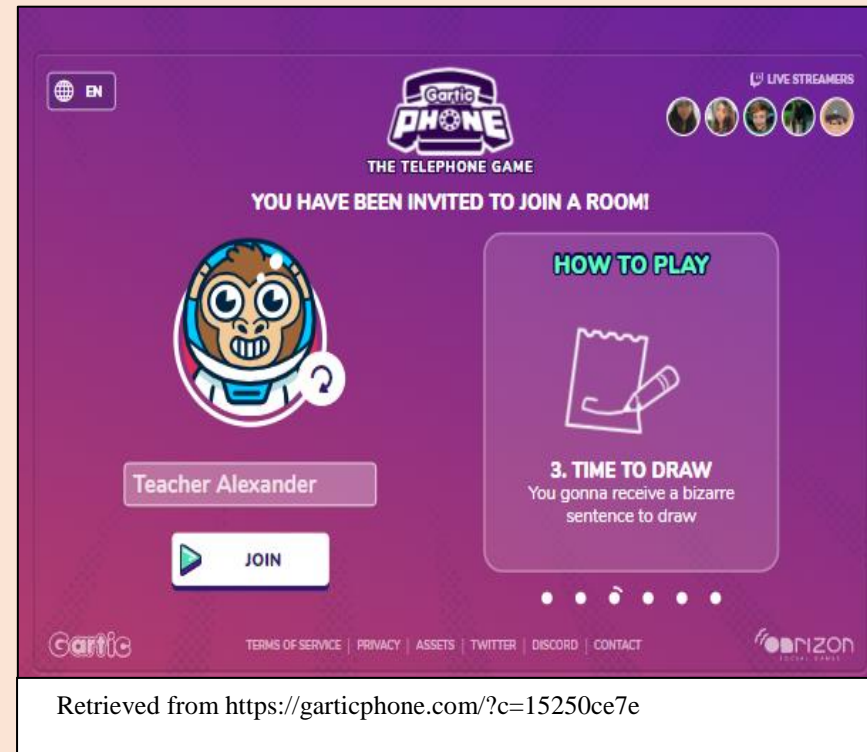 EN
Gartic
PHONE
THE TELEPHONE GAME
LIVE STREAMERS
YOU HAVE BEEN INVITED TO JOIN A ROOM!
HOW TO PLAY
Teacher Alexander
JOIN
3. TIME TO DRAW
You gonna receive a bizarre
sentence to draw
Gartic
TERMS OF SERVICE | PRIVACY | ASSETS | TWITTER | DISCORD | CONTACT
onrizon
SOCIAL GAMES
Retrieved from https://garticphone.com/?c=15250ce7e